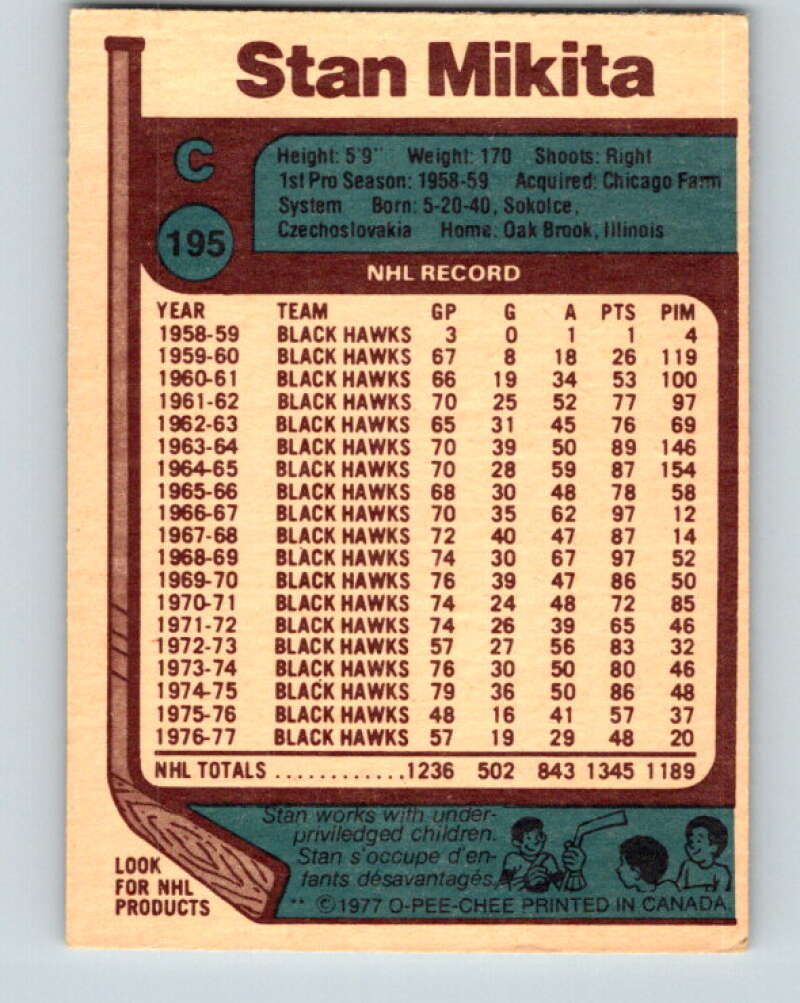 Stan Mikita
C
195
Height: 5'9" Weight: 170 Shoots: Right
1st Pro Season: 1958-59 Acquired: Chicago Farm
System Born: 5-20-40, Sokolce,
Czechoslovakia Home: Oak Brook, Illinois
NHL RECORD
YEAR TEAM GP G A PTS PIM
1958-59 BLACK HAWKS 3 0 1 1 4
1959-60 BLACK HAWKS 67 8 18 26 119
1960-61 BLACK HAWKS 66 19 34 53 100
1961-62 BLACK HAWKS 70 25 52 77 97
1962-63 BLACK HAWKS 65 31 45 76 69
1963-64 BLACK HAWKS 70 39 50 89 146
1964-65 BLACK HAWKS 70 28 59 87 154
1965-66 BLACK HAWKS 68 30 48 78 58
1966-67 BLACK HAWKS 70 35 62 97 12
1967-68 BLACK HAWKS 72 40 47 87 14
1968-69 BLACK HAWKS 74 30 67 97 52
1969-70 BLACK HAWKS 76 39 47 86 50
1970-71 BLACK HAWKS 74 24 48 72 85
1971-72 BLACK HAWKS 74 26 39 65 46
1972-73 BLACK HAWKS 57 27 56 83 32
1973-74 BLACK HAWKS 76 30 50 80 46
1974-75 BLACK HAWKS 79 36 50 86 48
1975-76 BLACK HAWKS 48 16 41 57 37
1976-77 BLACK HAWKS 57 19 29 48 20
NHL TOTALS ............1236 502 843 1345 1189
Stan works with under-
priviledged children.
Stan s'occupe d'en-
fants désavantagés.
LOOK
FOR NHL
PRODUCTS
** ©1977 O-PEE-CHEE PRINTED IN CANADA.